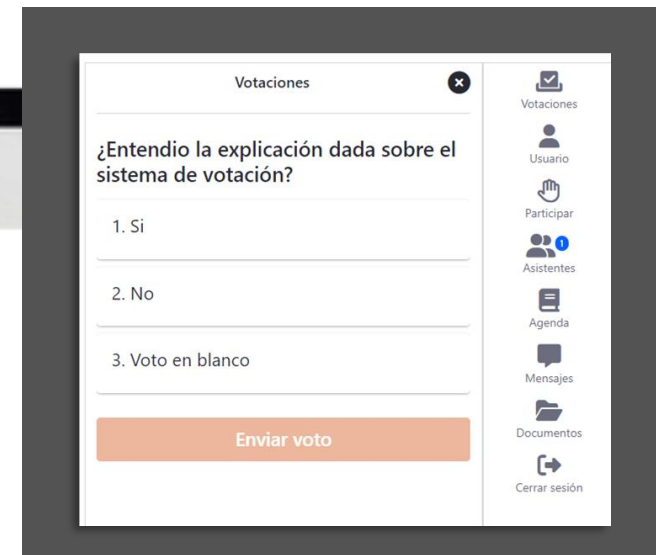 Votaciones
¿Entendio la explicación dada sobre el
sistema de votación?
1. Si
2. No
3. Voto en blanco
Enviar voto
Votaciones
Usuario
Participar
1
Asistentes
Agenda
Mensajes
Documentos
Cerrar sesión